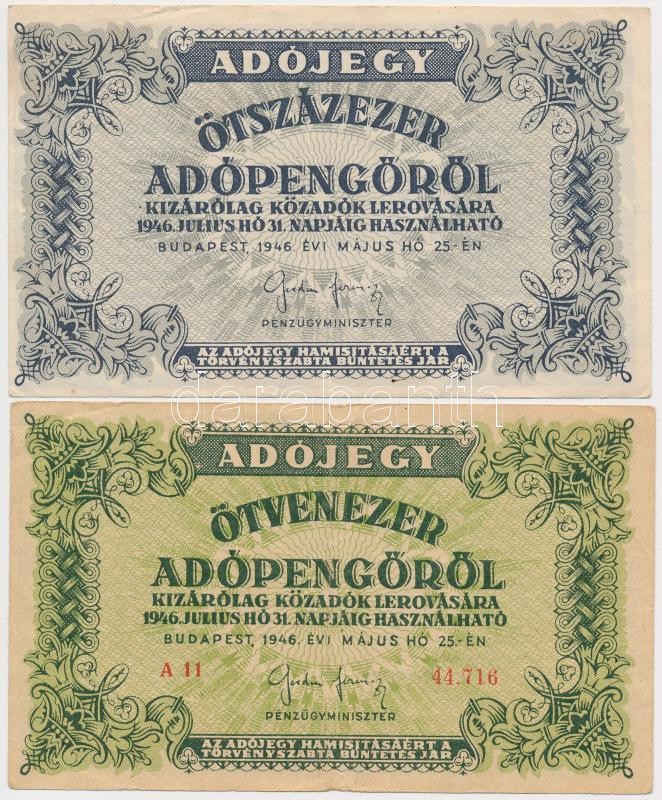 ADÓJEGY
ÖTSZÁZEZER
ADÓPENGŐRŐL
KIZÁRÓLAG KÖZADÓK LEROVÁSÁRA
1946. JULIUS HÓ 31. NAPJÁIG HASZNÁLHATÓ
BUDAPEST, 1946. ÉVI MÁJUS HÓ 25-ÉN
PÉNZÜGYMINISZTER
AZ ADÓJEGY HAMISITÁSÁÉRT A
TÖRVÉNYSZABTA BÜNTETÉS JÁR
darabanth
ADÓJEGY
ÖTVENEZER
ADÓPENGŐRŐL
KIZÁRÓLAG KÖZADÓK LEROVÁSÁRA
1946. JULIUS HÓ 31. NAPJÁIG HASZNÁLHATÓ
BUDAPEST, 1946. ÉVI MÁJUS HÓ 25.-ÉN
A 11 44.716
PÉNZÜGYMINISZTER
AZ ADÓJEGY HAMISITÁSÁÉRT A
TÖRVÉNYSZABTA BÜNTETÉS JÁR